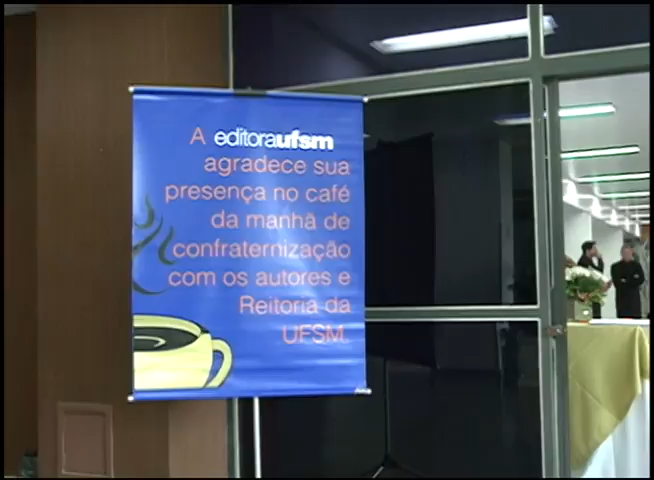 A editoraufsm
agradece sua
presença no café
da manhã de
confraternização
com os autores e
Reitoria da
UFSM.